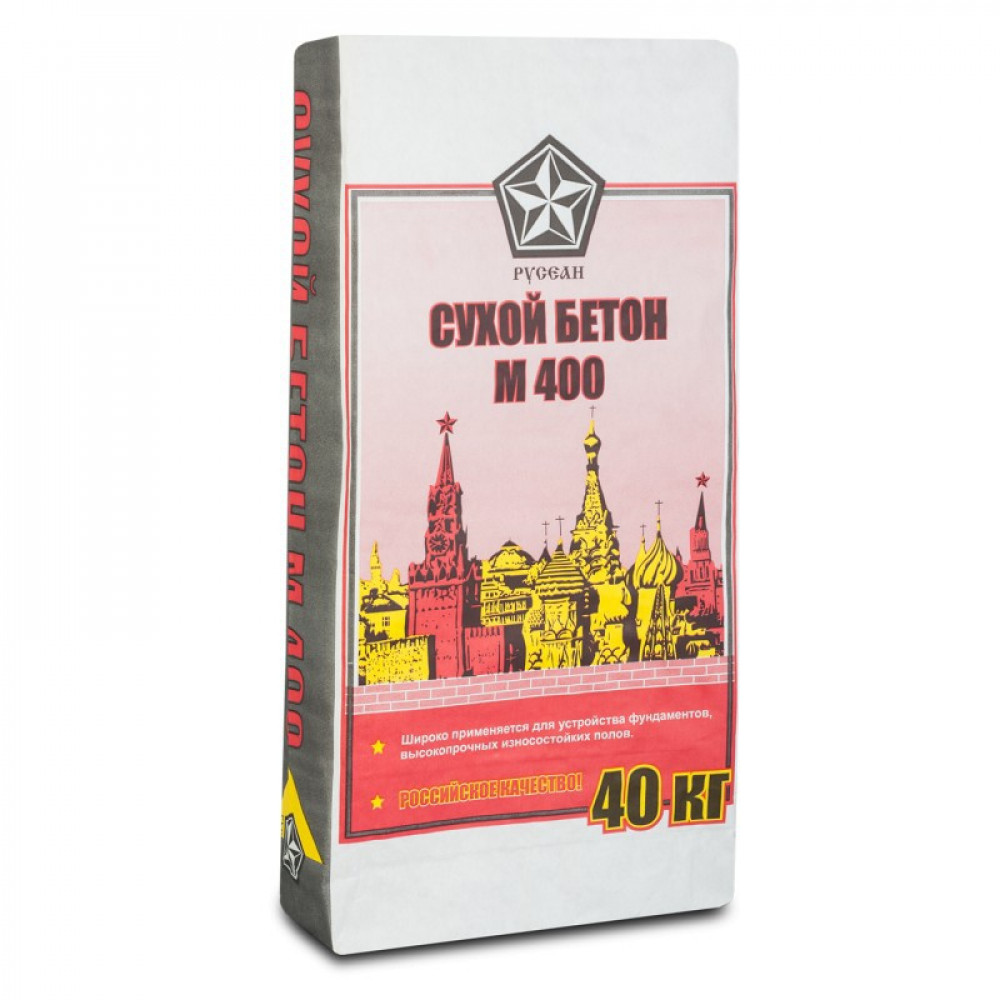 РУСЕАН
СУХОЙ БЕТОН
М 400
Широко применяется для устройства фундаментов,
высокопрочных износостойких полов.
РОССИЙСКОЕ КАЧЕСТВО!
40 кг
СУХОЙ БЕТОН М 400